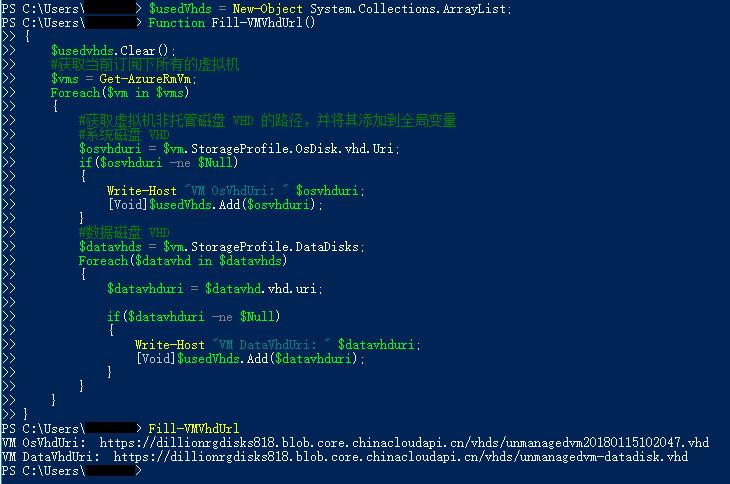 PS C:\Users\ > $usedVhds = New-Object System.Collections.ArrayList;
PS C:\Users\ > Function Fill-VMVhdUrl()
>> {
>>     $usedvhds.Clear();
>>     #获取当前订阅下所有的虚拟机
>>     $vms = Get-AzureRmVm;
>>     Foreach($vm in $vms)
>>     {
>>         #获取虚拟机非托管磁盘 VHD 的路径，并将其添加到全局变量
>>         #系统磁盘 VHD
>>         $osvhduri = $vm.StorageProfile.OsDisk.vhd.Uri;
>>         if($osvhduri -ne $Null)
>>         {
>>             Write-Host "VM OsVhdUri: " $osvhduri;
>>             [Void]$usedVhds.Add($osvhduri);
>>         }
>>         #数据磁盘 VHD
>>         $datavhds = $vm.StorageProfile.DataDisks;
>>         Foreach($datavhd in $datavhds)
>>         {
>>             $datavhduri = $datavhd.vhd.uri;
>>
>>             if($datavhduri -ne $Null)
>>             {
>>                 Write-Host "VM DataVhdUri: " $datavhduri;
>>                 [Void]$usedVhds.Add($datavhduri);
>>             }
>>         }
>>     }
>> }
PS C:\Users\ > Fill-VMVhdUrl
VM OsVhdUri:  https://dillionrgdisks818.blob.core.chinacloudapi.cn/vhds/unmanagedvm20180115102047.vhd
VM DataVhdUri:  https://dillionrgdisks818.blob.core.chinacloudapi.cn/vhds/unmanagedvm-datadisk.vhd
PS C:\Users\ >